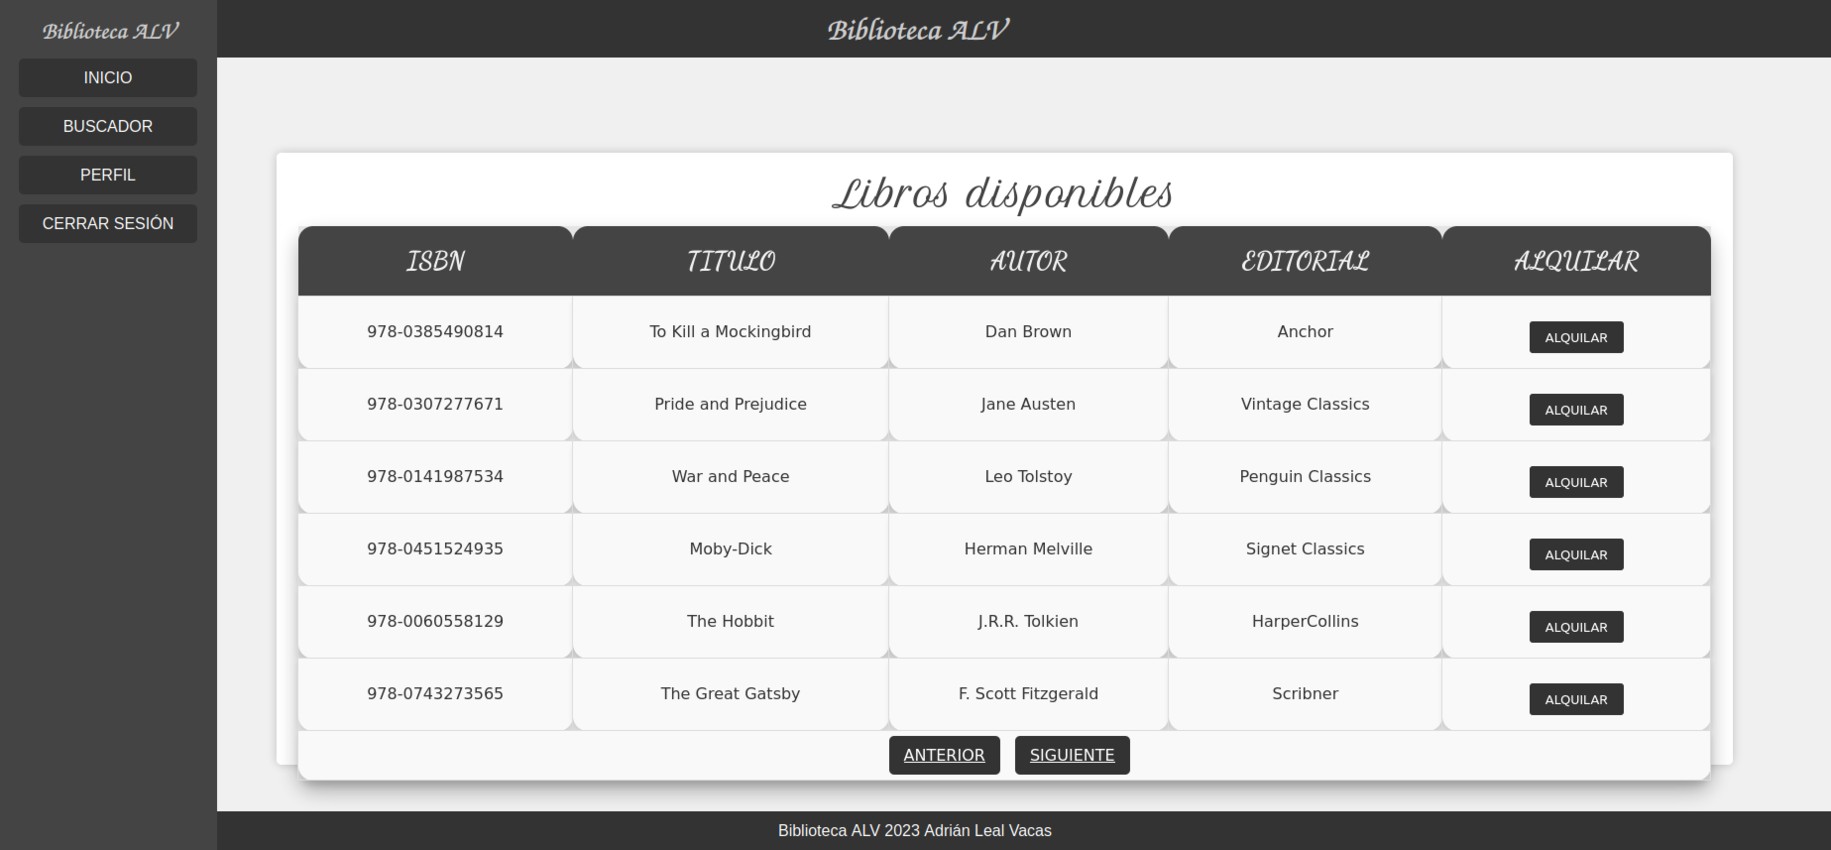 Biblioteca ALV
INICIO
BUSCADOR
PERFIL
CERRAR SESIÓN
Biblioteca ALV
Libros disponibles
ISBN TITULO AUTOR EDITORIAL ALQUILAR
978-0385490814 To Kill a Mockingbird Dan Brown Anchor ALQUILAR
978-0307277671 Pride and Prejudice Jane Austen Vintage Classics ALQUILAR
978-0141987534 War and Peace Leo Tolstoy Penguin Classics ALQUILAR
978-0451524935 Moby-Dick Herman Melville Signet Classics ALQUILAR
978-0060558129 The Hobbit J.R.R. Tolkien HarperCollins ALQUILAR
978-0743273565 The Great Gatsby F. Scott Fitzgerald Scribner ALQUILAR
ANTERIOR SIGUIENTE
Biblioteca ALV 2023 Adrián Leal Vacas